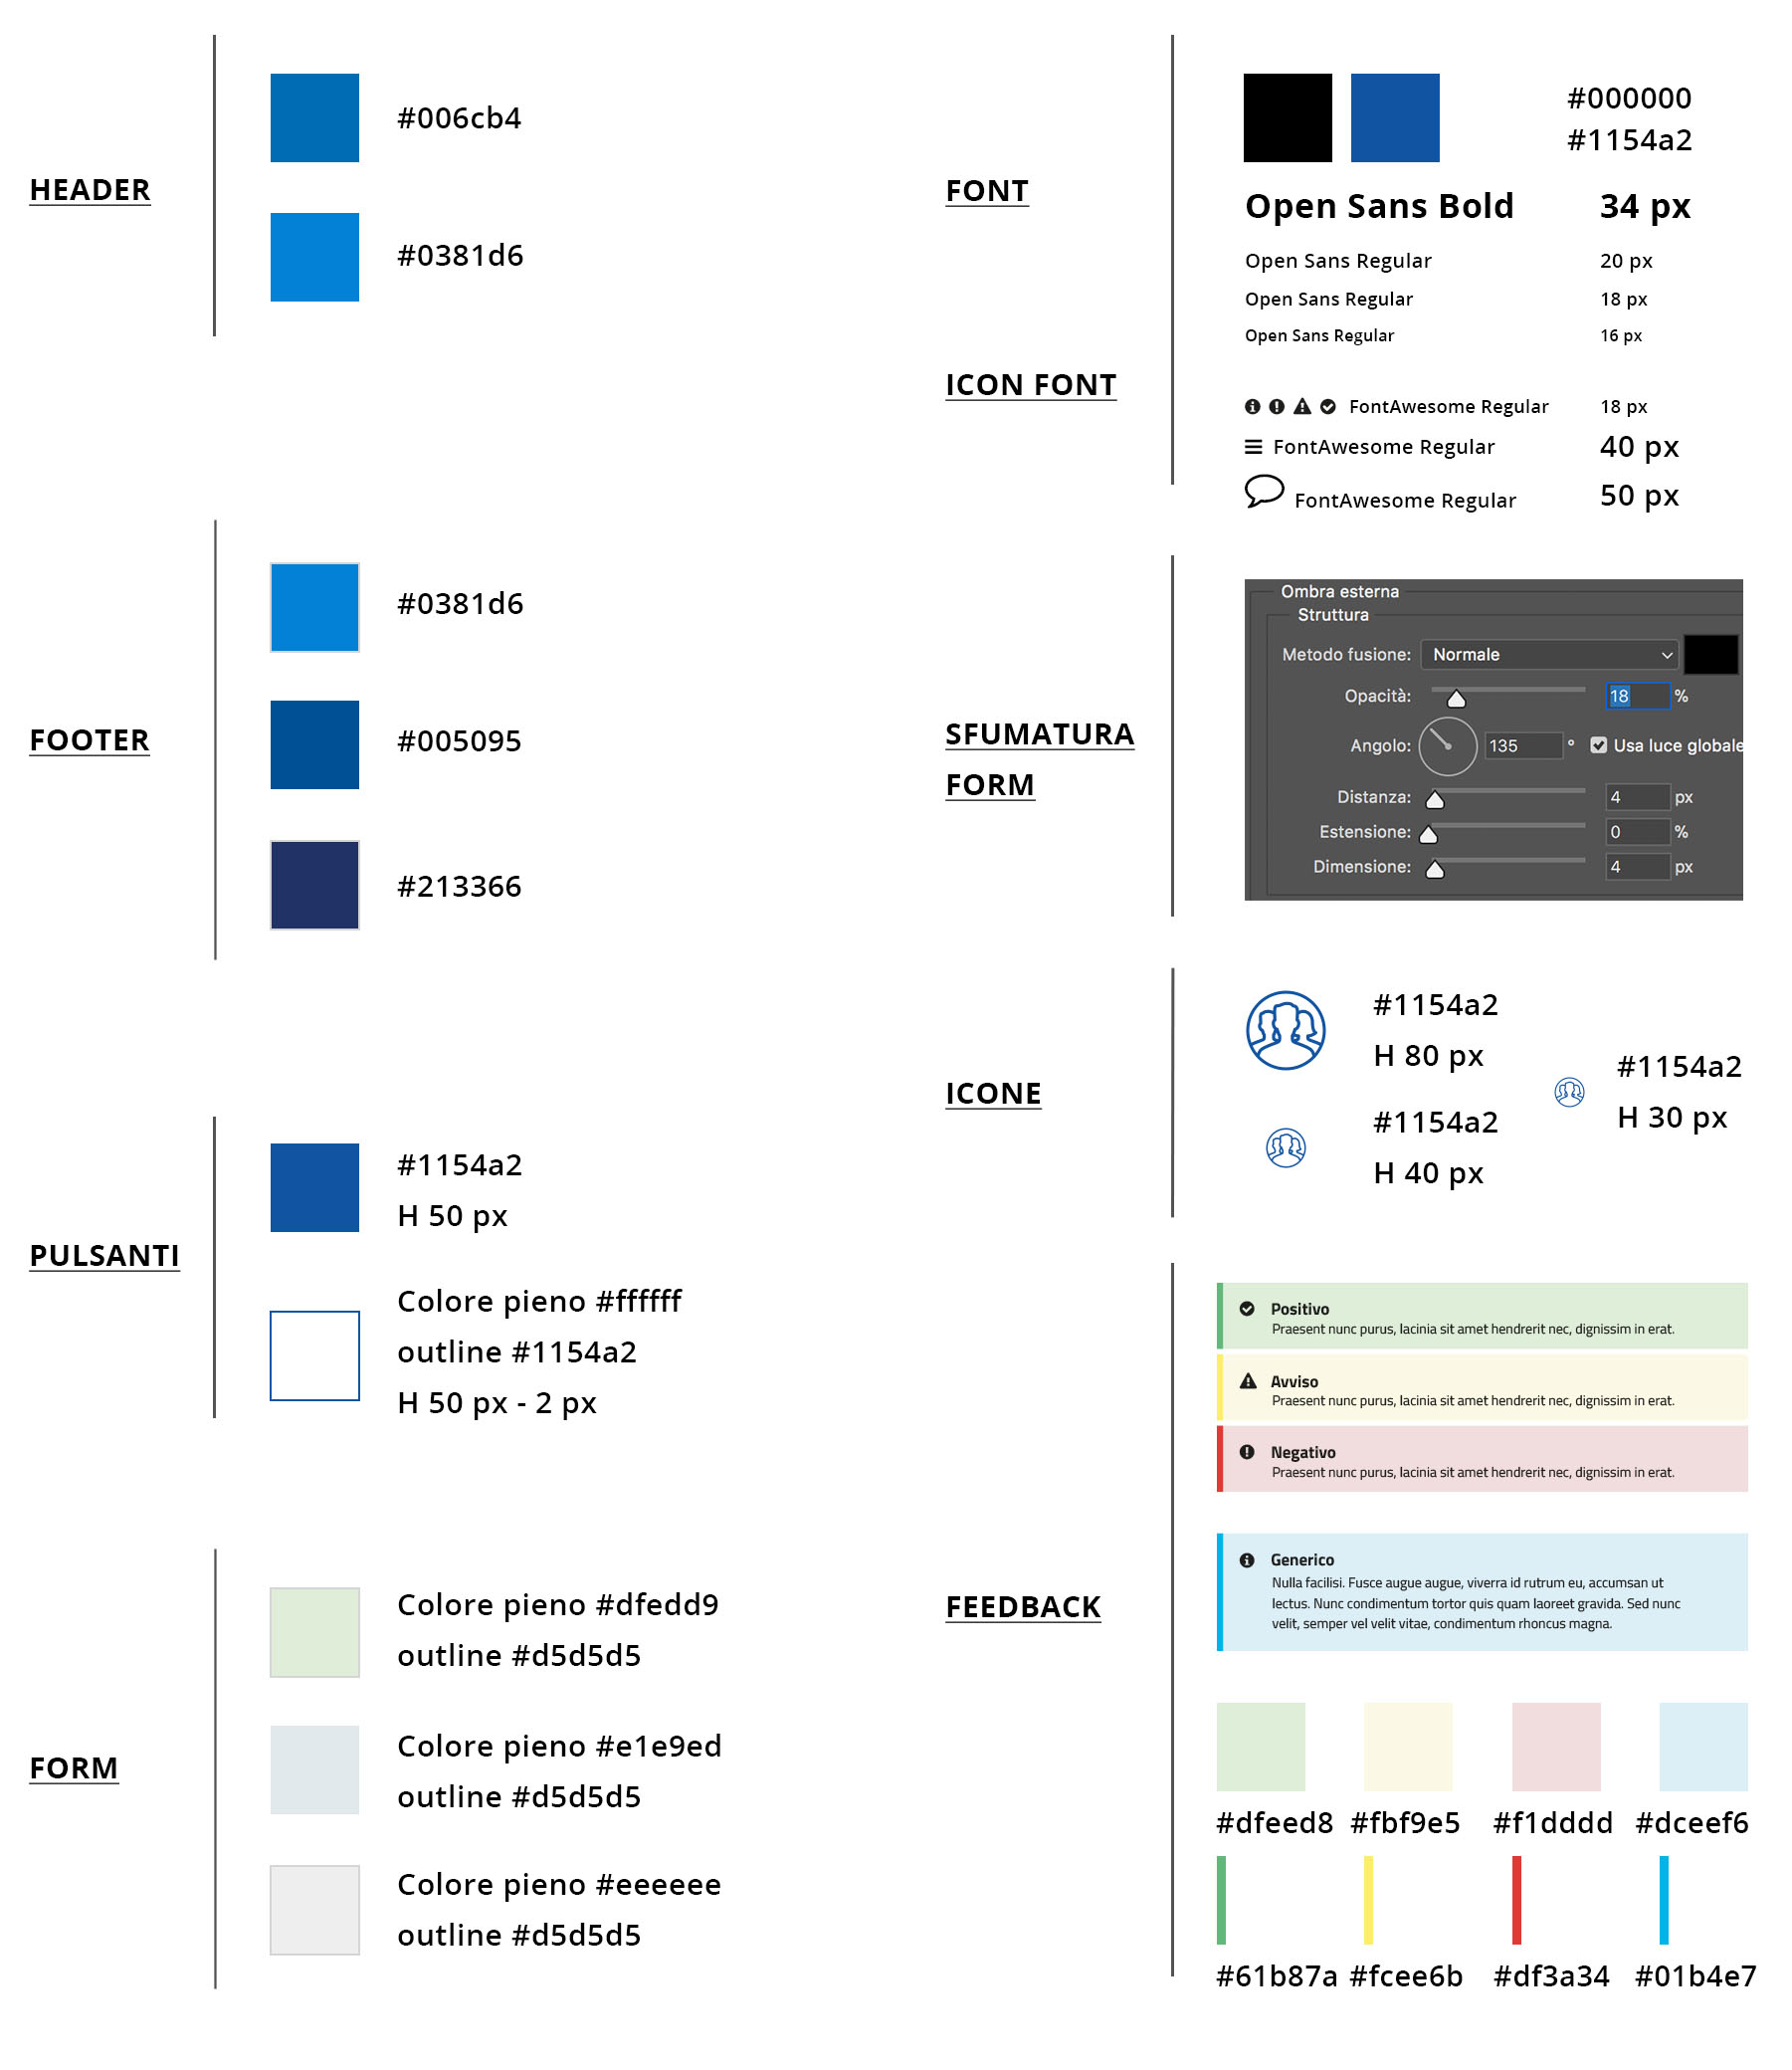 HEADER
#006cb4
#0381d6
FOOTER
#0381d6
#005095
#213366
PULSANTI
#1154a2
H 50 px
Colore pieno #ffffff
outline #1154a2
H 50 px - 2 px
FORM
Colore pieno #dfedd9
outline #d5d5d5
Colore pieno #e1e9ed
outline #d5d5d5
Colore pieno #eeeeee
outline #d5d5d5
FONT
#000000
#1154a2
Open Sans Bold 34 px
Open Sans Regular 20 px
Open Sans Regular 18 px
Open Sans Regular 16 px
ICON FONT
FontAwesome Regular 18 px
FontAwesome Regular 40 px
FontAwesome Regular 50 px
SFUMATURA
FORM
Ombra esterna
Struttura
Metodo fusione: Normale
Opacità: 18 %
Angolo: 135 ° Usa luce globale
Distanza: 4 px
Estensione: 0 %
Dimensione: 4 px
ICONE
#1154a2
H 80 px
#1154a2
H 30 px
#1154a2
H 40 px
FEEDBACK
Positivo
Praesent nunc purus, lacinia sit amet hendrerit nec, dignissim in erat.
Avviso
Praesent nunc purus, lacinia sit amet hendrerit nec, dignissim in erat.
Negativo
Praesent nunc purus, lacinia sit amet hendrerit nec, dignissim in erat.
Generico
Nulla facilisi. Fusce augue augue, viverra id rutrum eu, accumsan ut
lectus. Nunc condimentum tortor quis quam laoreet gravida. Sed nunc
velit, semper vel velit vitae, condimentum rhoncus magna.
#dfeed8 #fbf9e5 #f1dddd #dceef6
#61b87a #fcee6b #df3a34 #01b4e7